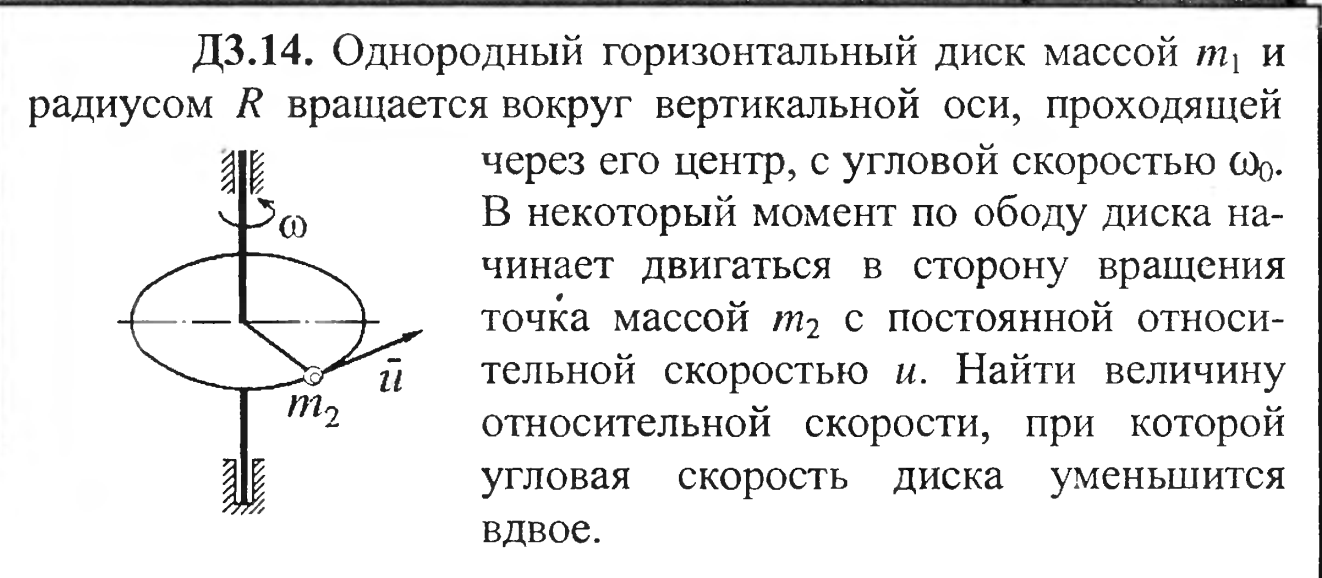 Д3.14. Однородный горизонтальный диск массой m₁ и
радиусом R вращается вокруг вертикальной оси, проходящей
через его центр, с угловой скоростью ω₀.
В некоторый момент по ободу диска на-
чинает двигаться в сторону вращения
точка массой m₂ с постоянной относи-
тельной скоростью u. Найти величину
относительной скорости, при которой
угловая скорость диска уменьшится
вдвое.
ω
ū
m₂